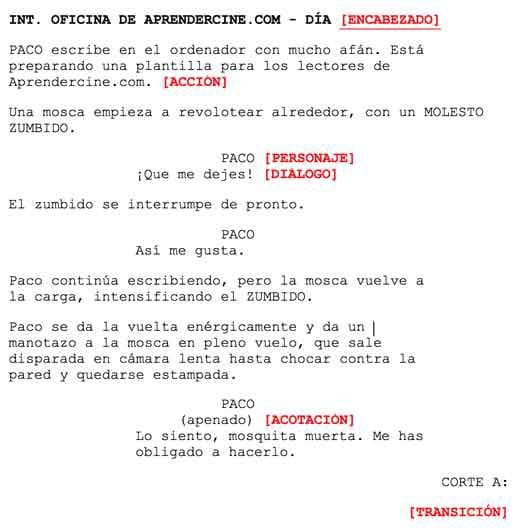 INT. OFICINA DE APRENDERCINE.COM - DÍA [ENCABEZADO]
PACO escribe en el ordenador con mucho afán. Está
preparando una plantilla para los lectores de
Aprendercine.com. [ACCIÓN]
Una mosca empieza a revolotear alrededor, con un MOLESTO
ZUMBIDO.
PACO [PERSONAJE]
¡Que me dejes! [DIALOGO]
El zumbido se interrumpe de pronto.
PACO
Así me gusta.
Paco continúa escribiendo, pero la mosca vuelve a
la carga, intensificando el ZUMBIDO.
Paco se da la vuelta enérgicamente y da un
manotazo a la mosca en pleno vuelo, que sale
disparada en cámara lenta hasta chocar contra la
pared y quedarse estampada.
PACO
(apenado) [ACOTACIÓN]
Lo siento, mosquita muerta. Me has
obligado a hacerlo.
CORTE A:
[TRANSICIÓN]